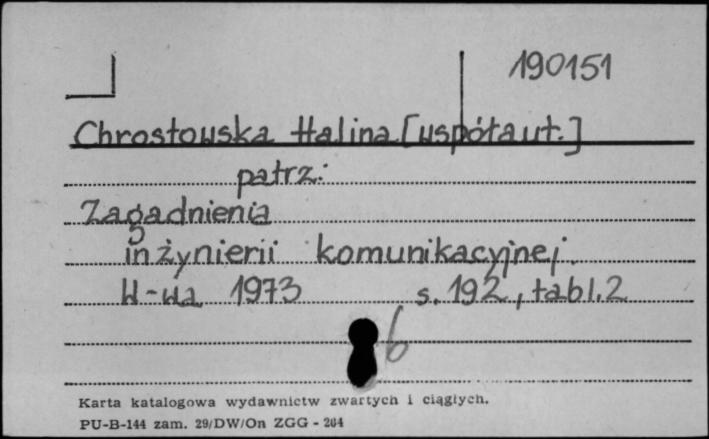 190151
Chrostowska Halina [współaut.]
patrz:
Zagadnienia
inżynierii komunikacyjnej.
W-wa 1973 s. 192, tabl. 2
6
Karta katalogowa wydawnictw zwartych i ciągłych.
PU-B-144 zam. 29/DW/On ZGG - 204